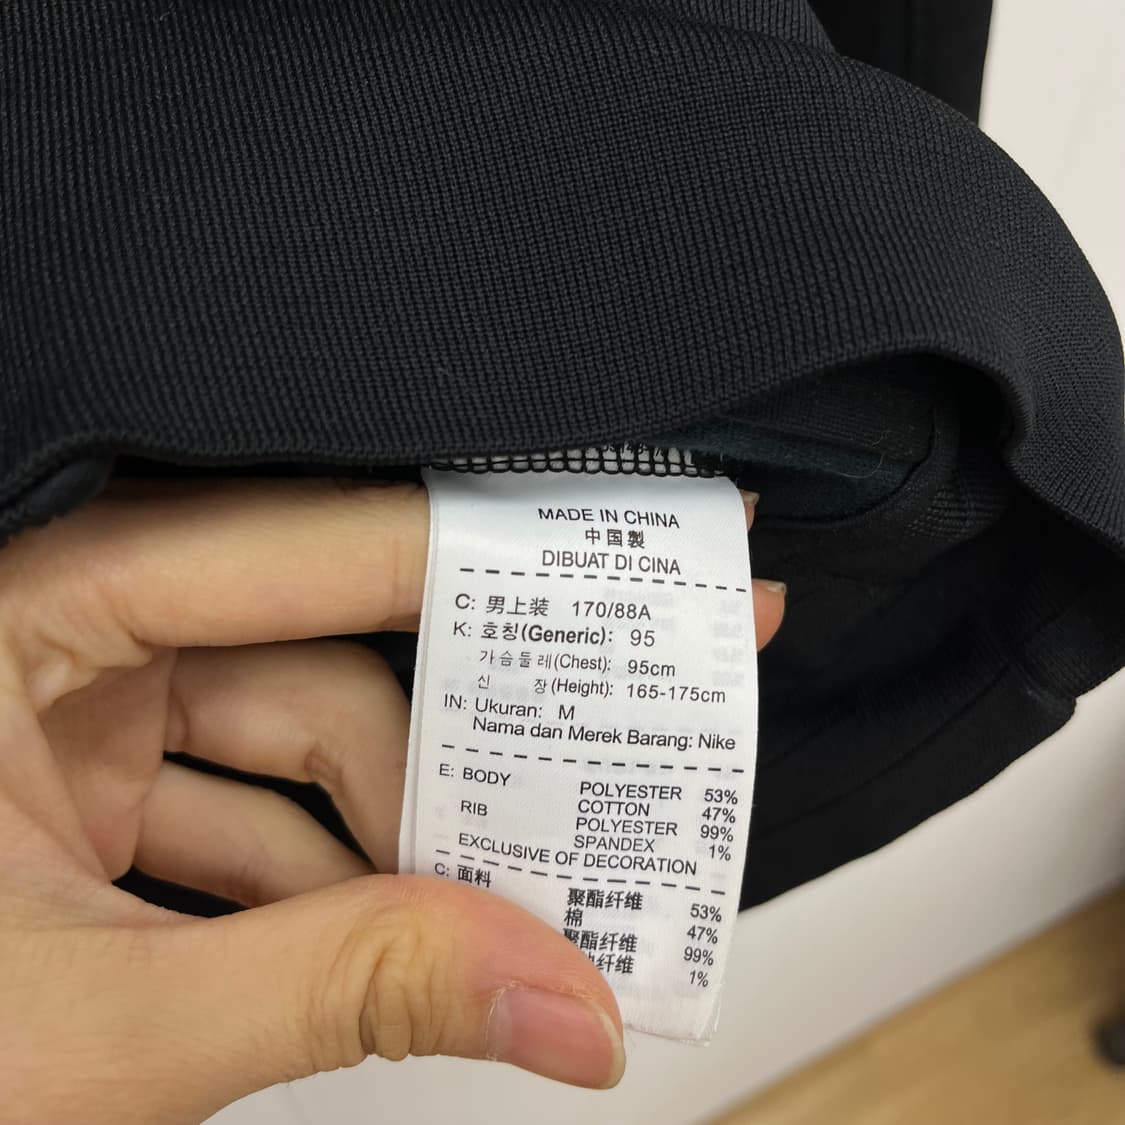 MADE IN CHINA
中国製
DIBUAT DI CINA
C: 男上装 170/88A
K: 호칭(Generic): 95
가슴둘레(Chest): 95cm
신 장(Height): 165-175cm
IN: Ukuran: M
Nama dan Merek Barang: Nike
E: BODY POLYESTER 53%
COTTON 47%
RIB POLYESTER 99%
SPANDEX 1%
EXCLUSIVE OF DECORATION
C: 面料 聚酯纤维 53%
棉 47%
聚酯纤维 99%
纤维 1%